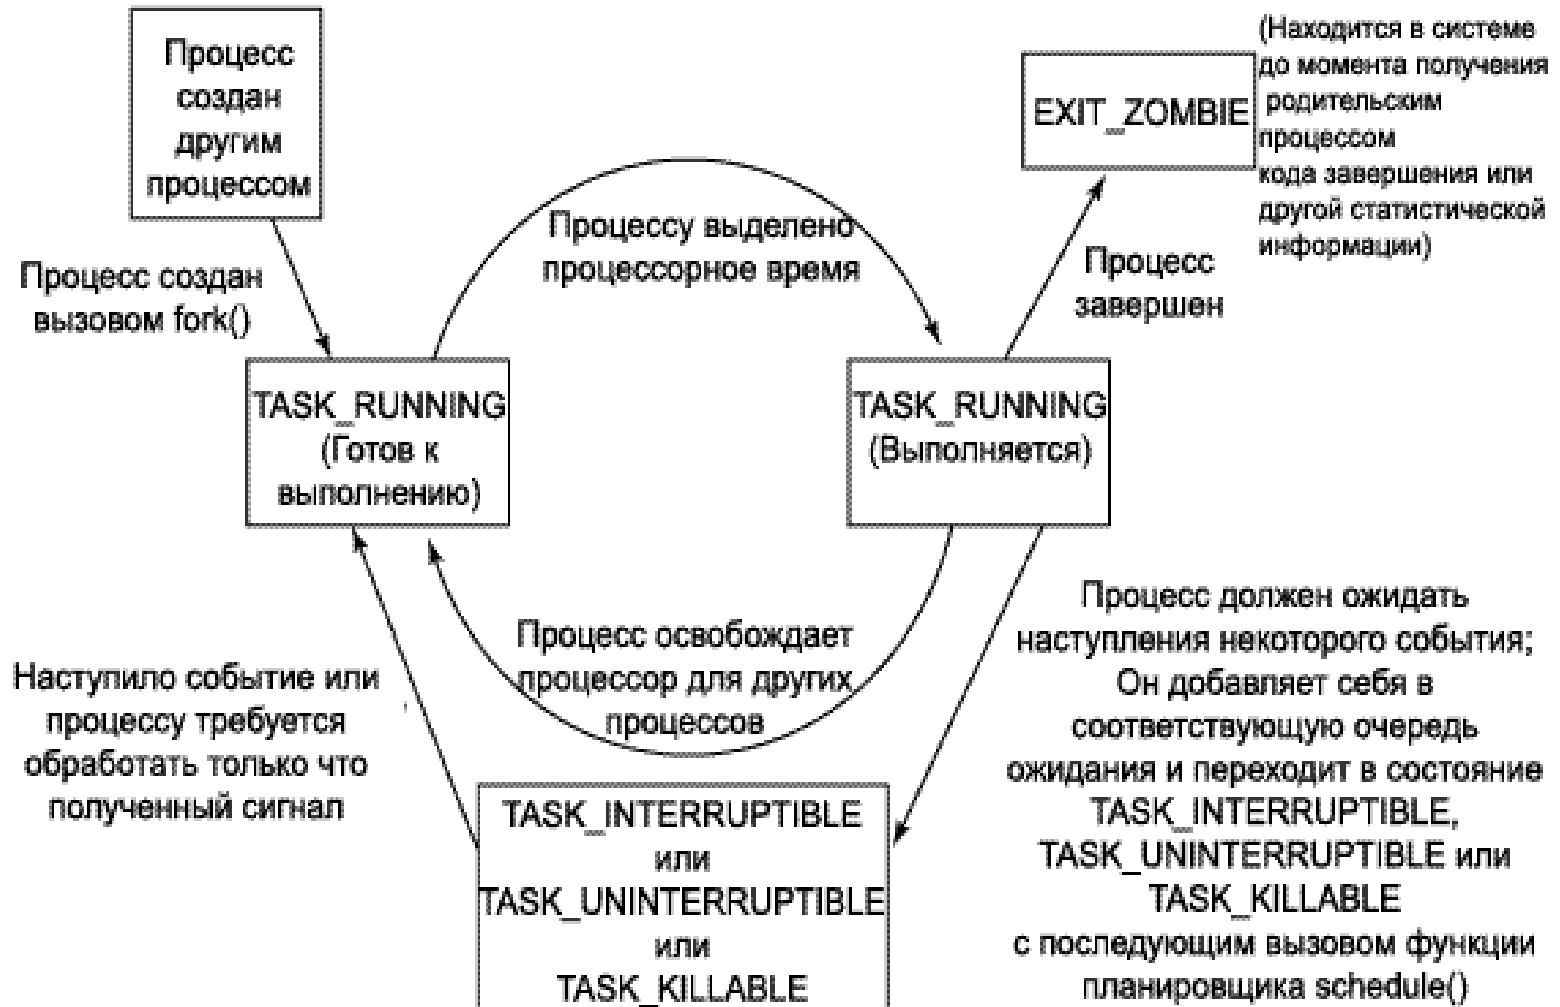 Процесс
создан
другим
процессом
(Находится в системе
до момента получения
родительским
процессом
кода завершения или
другой статистической
информации)
EXIT_ZOMBIE
Процессу выделено
процессорное время
Процесс создан
вызовом fork()
Процесс
завершен
TASK_RUNNING
(Готов к
выполнению)
TASK_RUNNING
(Выполняется)
Процесс освобождает
процессор для других
процессов
Наступило событие или
процессу требуется
обработать только что
полученный сигнал
Процесс должен ожидать
наступления некоторого события;
Он добавляет себя в
соответствующую очередь
ожидания и переходит в состояние
TASK_INTERRUPTIBLE,
TASK_UNINTERRUPTIBLE или
TASK_KILLABLE
с последующим вызовом функции
планировщика schedule()
TASK_INTERRUPTIBLE
или
TASK_UNINTERRUPTIBLE
или
TASK_KILLABLE